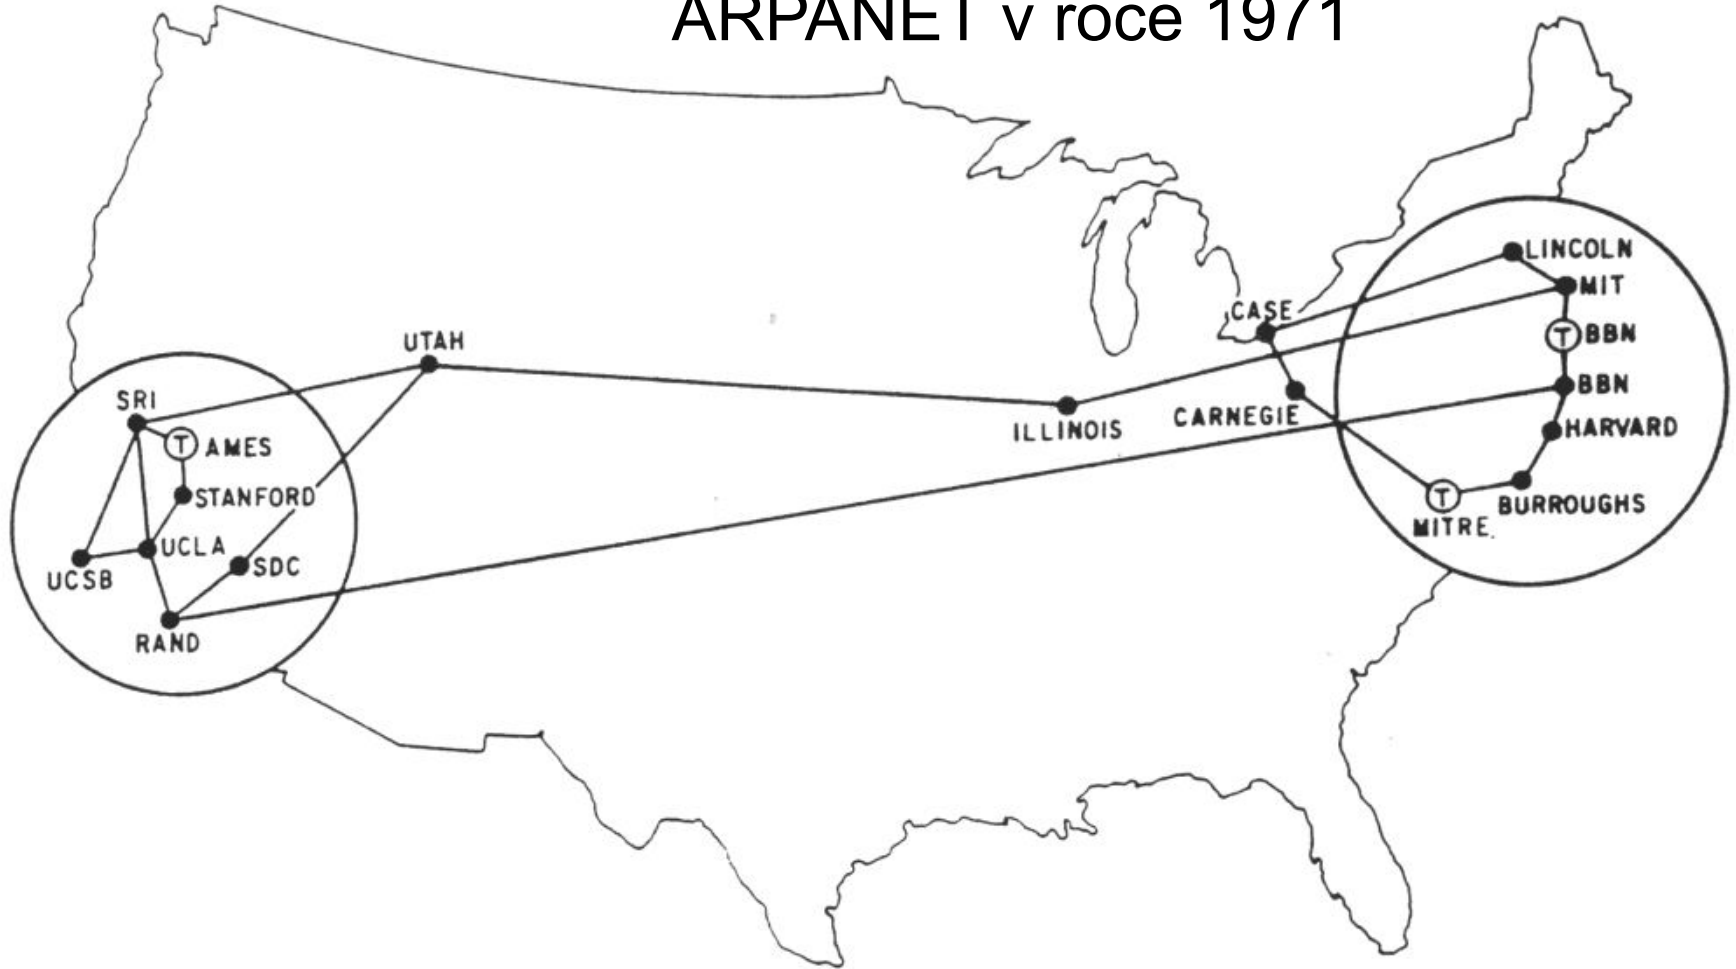 ARPANET v roce 1971
LINCOLN
MIT
CASE
T BBN
UTAH
BBN
SRI
ILLINOIS
CARNEGIE
HARVARD
T AMES
STANFORD
T
BURROUGHS
MITRE.
UCLA
SDC
UCSB
RAND